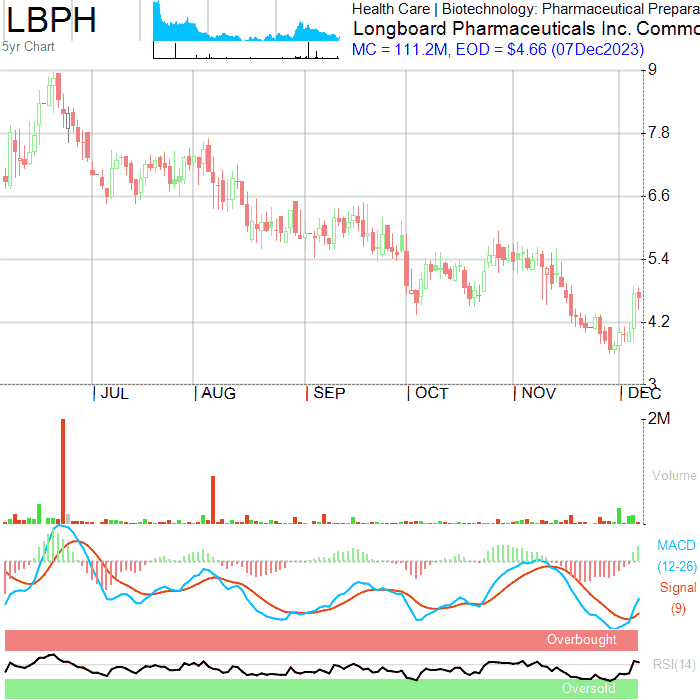 LBPH
5yr Chart
Health Care | Biotechnology: Pharmaceutical Prepara
Longboard Pharmaceuticals Inc. Commo
MC = 111.2M, EOD = $4.66 (07Dec2023)
9
7.8
6.6
5.4
4.2
3
JUL AUG SEP OCT NOV DEC
2M
Volume
MACD
(12-26)
Signal
(9)
Overbought
RSI(14)
Oversold